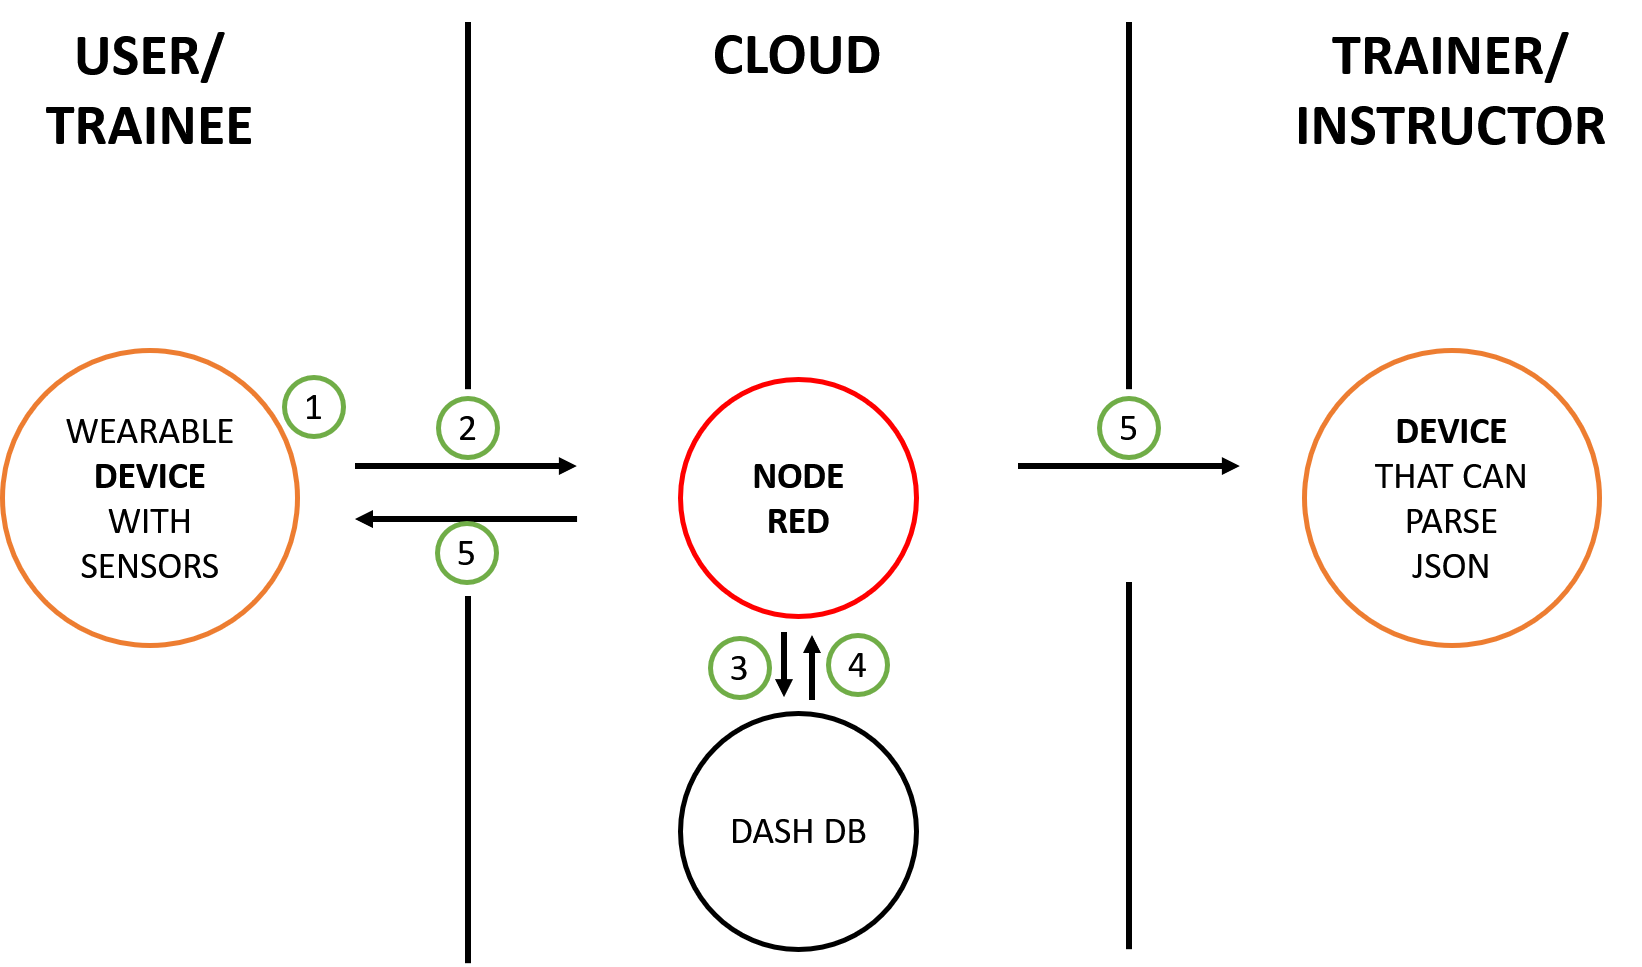 USER/
TRAINEE
CLOUD
TRAINER/
INSTRUCTOR
WEARABLE
DEVICE
WITH
SENSORS
1
2
5
NODE
RED
3
4
DASH DB
5
DEVICE
THAT CAN
PARSE
JSON